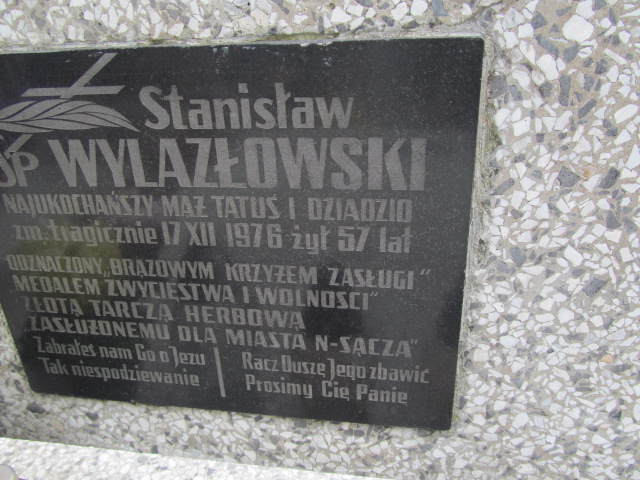 Stanisław
ŚP WYLAZŁOWSKI
NAJUKOCHAŃSZY MĄŻ TATUŚ I DZIADZIO
zm. tragicznie 17 XII 1976 żył 57 lat
ODZNACZONY „BRĄZOWYM KRZYŻEM ZASŁUGI"
MEDALEM ZWYCIĘSTWA I WOLNOŚCI"
ZŁOTĄ TARCZĄ HERBOWĄ
„ZASŁUŻONEMU DLA MIASTA N-SĄCZA"
Zabrałeś nam Go o Jezu
Tak niespodziewanie
Racz Duszę Jego zbawić
Prosimy Cię Panie